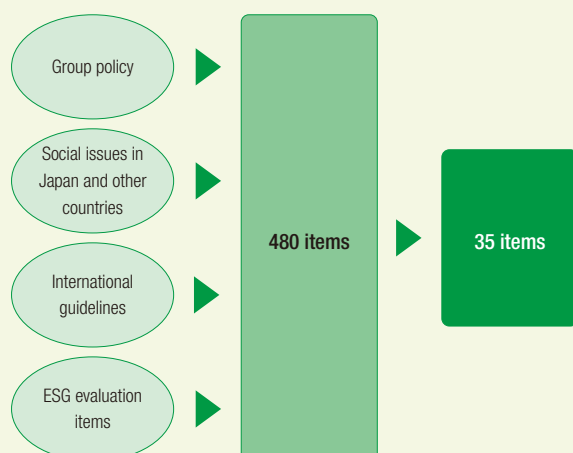 Group policy
Social issues in
Japan and other
countries
International
guidelines
ESG evaluation
items
480 items
35 items